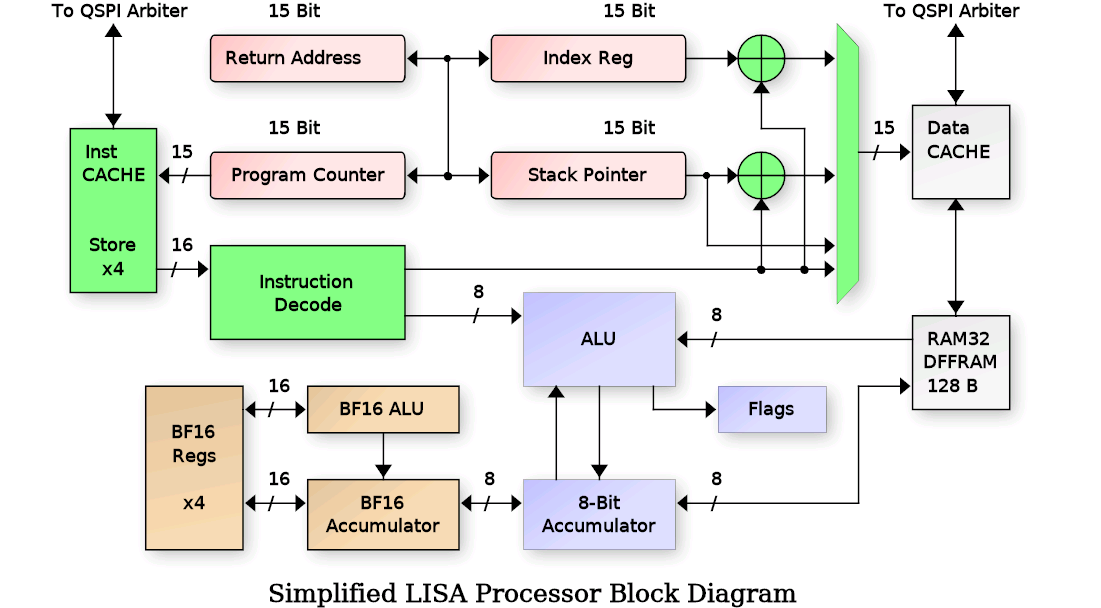 To QSPI Arbiter
15 Bit
15 Bit
To QSPI Arbiter
Return Address
Index Reg
15 Bit
15 Bit
Inst
CACHE
Store
x4
15
Program Counter
Stack Pointer
15
Data
CACHE
16
Instruction
Decode
8
ALU
8
RAM32
DFFRAM
128 B
BF16
Regs
x4
16
BF16 ALU
Flags
16
BF16
Accumulator
8
8-Bit
Accumulator
8
Simplified LISA Processor Block Diagram